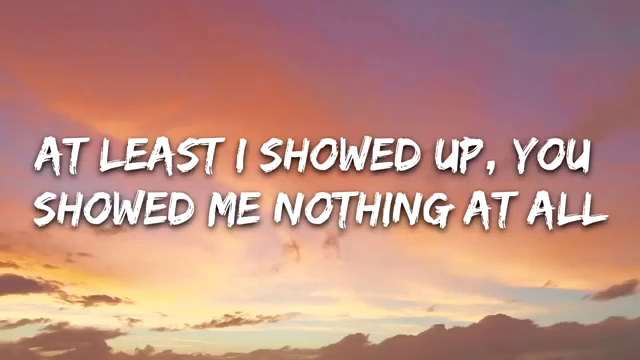 AT LEAST I SHOWED UP, YOU
SHOWED ME NOTHING AT ALL